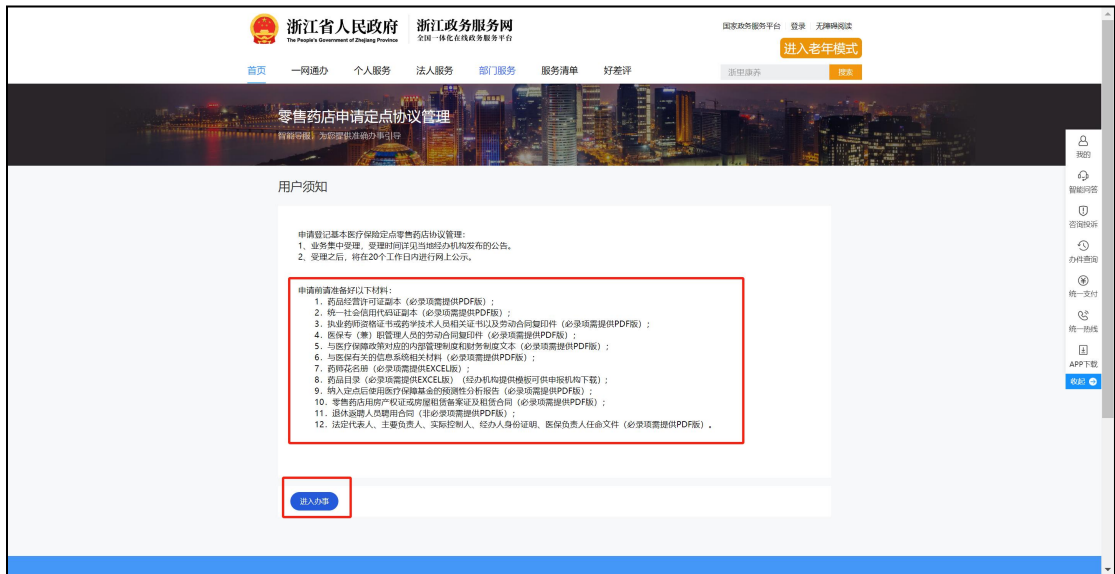 浙江省人民政府
The People's Government of Zhejiang Province
浙江政务服务网
全国一体化在线政务服务平台
国家政务服务平台 登录 无障碍阅读
进入老年模式
首页 一网通办 个人服务 法人服务 部门服务 服务清单 好差评
浙里康养 搜索
零售药店申请定点协议管理
智能导服，为您提供准确办事引导
用户须知
申请登记基本医疗保险定点零售药店协议管理：
1、业务集中受理，受理时间详见当地经办机构发布的公告。
2、受理之后，将在20个工作日内进行网上公示。
申请前请准备好以下材料：
1. 药品经营许可证副本（必录项需提供PDF版）；
2. 统一社会信用代码证副本（必录项需提供PDF版）；
3. 执业药师资格证书或药学技术人员相关证书以及劳动合同复印件（必录项需提供PDF版）；
4. 医保专（兼）职管理人员的劳动合同复印件（必录项需提供PDF版）；
5. 与医疗保障政策对应的内部管理制度和财务制度文本（必录项需提供PDF版）；
6. 与医保有关的信息系统相关材料（必录项需提供PDF版）；
7. 药师花名册（必录项需提供EXCEL版）；
8. 药品目录（必录项需提供EXCEL版）（经办机构提供模板可供申报机构下载）；
9. 纳入定点后使用医疗保障基金的预测性分析报告（必录项需提供PDF版）；
10. 零售药店用房产权证或房屋租赁备案证及租赁合同（必录项需提供PDF版）；
11. 退休返聘人员聘用合同（非必录项需提供PDF版）；
12. 法定代表人、主要负责人、实际控制人、经办人身份证明、医保负责人任命文件（必录项需提供PDF版）。
进入办事
我的
智能问答
咨询投诉
办件查询
统一支付
统一热线
APP下载
收起